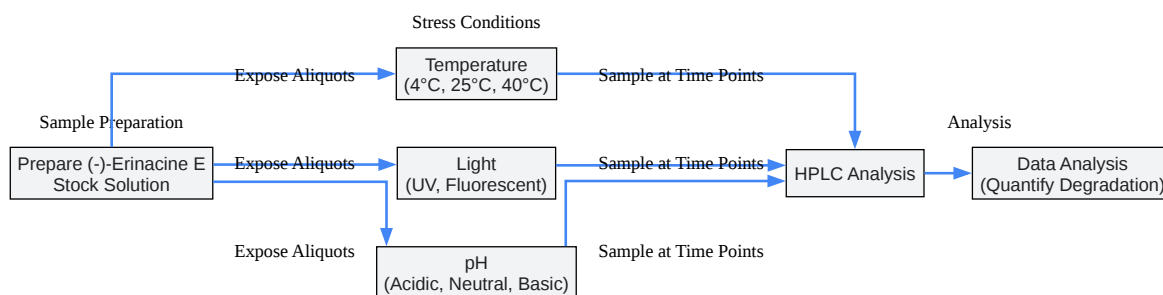 Stress Conditions
Temperature
(4°C, 25°C, 40°C)
Expose Aliquots
Sample at Time Points
Sample Preparation
Analysis
Prepare (-)-Erinacine E
Stock Solution
Expose Aliquots
Light
(UV, Fluorescent)
Sample at Time Points
HPLC Analysis
Data Analysis
(Quantify Degradation)
Expose Aliquots
pH
(Acidic, Neutral, Basic)
Sample at Time Points